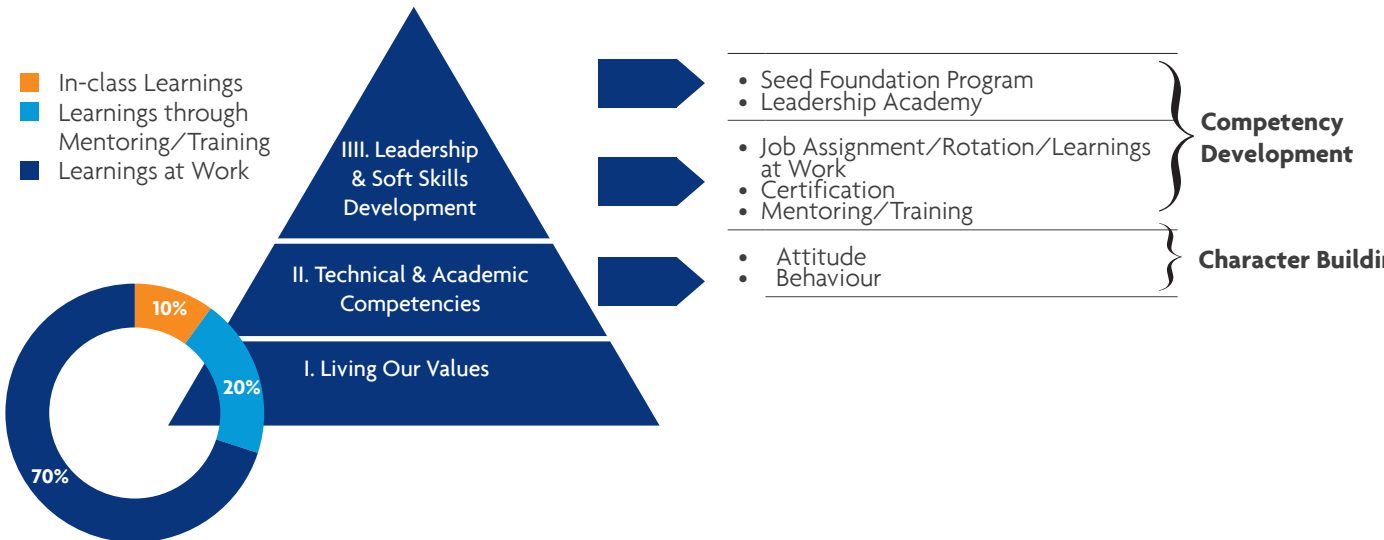 In-class Learnings
Learnings through
Mentoring/Training
Learnings at Work
10%
20%
70%
IIII. Leadership
& Soft Skills
Development
II. Technical & Academic
Competencies
I. Living Our Values
• Seed Foundation Program
• Leadership Academy
• Job Assignment/Rotation/Learnings
at Work
• Certification
• Mentoring/Training
• Attitude
• Behaviour
Competency
Development
Character Buildin